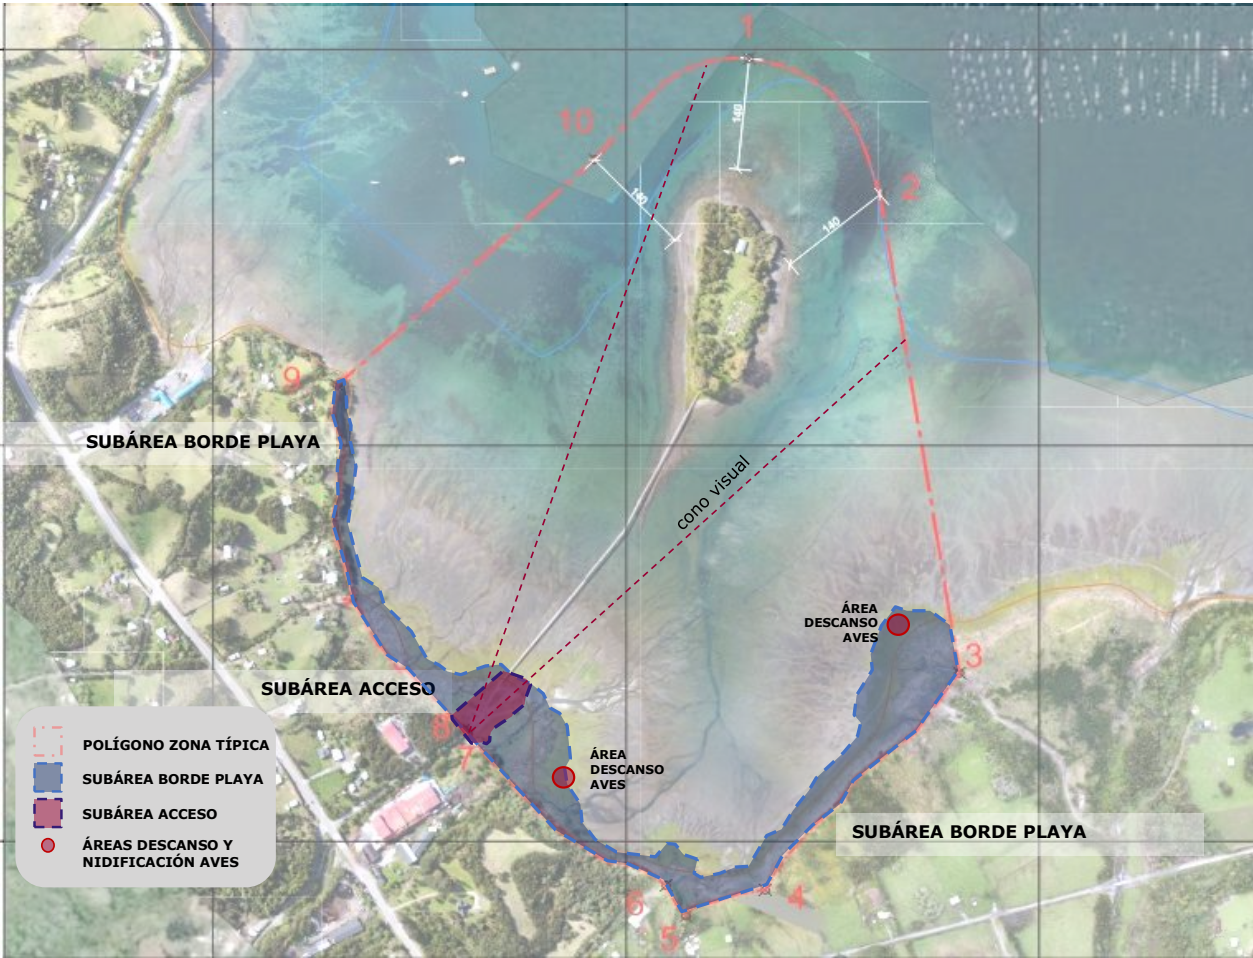 1
10
140
2
140
140
9
SUBÁREA BORDE PLAYA
cono visual
ÁREA
DESCANSO
AVES
3
SUBÁREA ACCESO
8
7
ÁREA
DESCANSO
AVES
POLÍGONO ZONA TÍPICA
SUBÁREA BORDE PLAYA
SUBÁREA ACCESO
ÁREAS DESCANSO Y
NIDIFICACIÓN AVES
SUBÁREA BORDE PLAYA
6
4
5